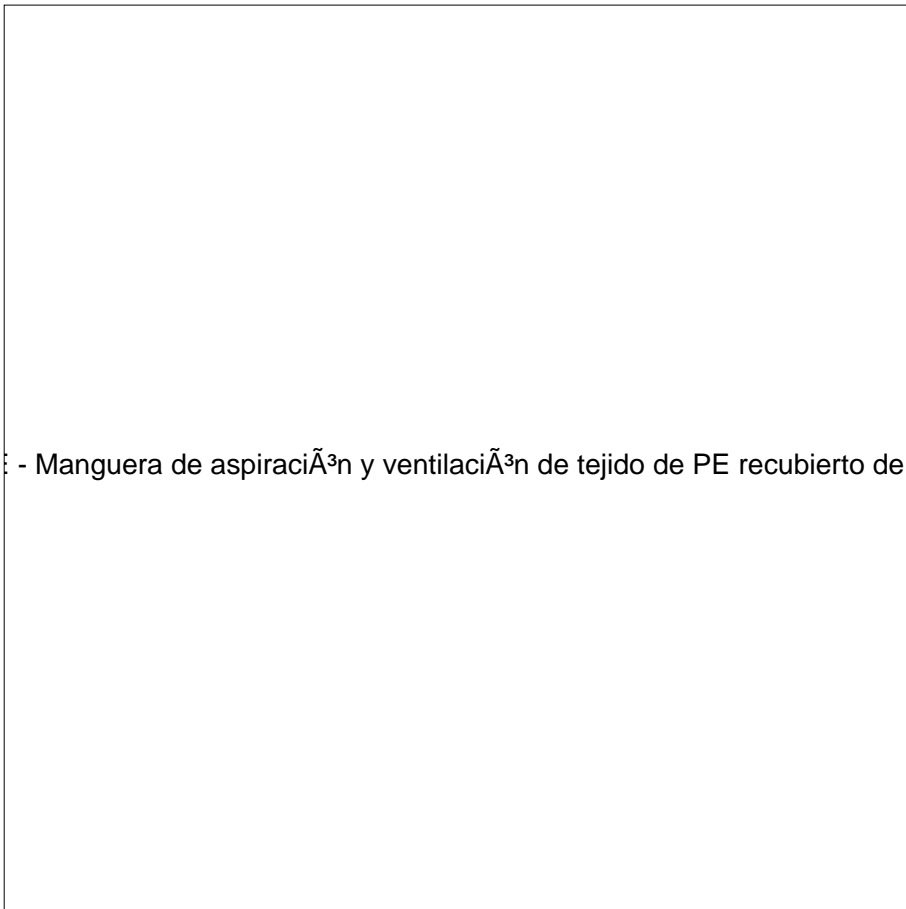 - Manguera de aspiraciÃ³n y ventilaciÃ³n de tejido de PE recubierto de